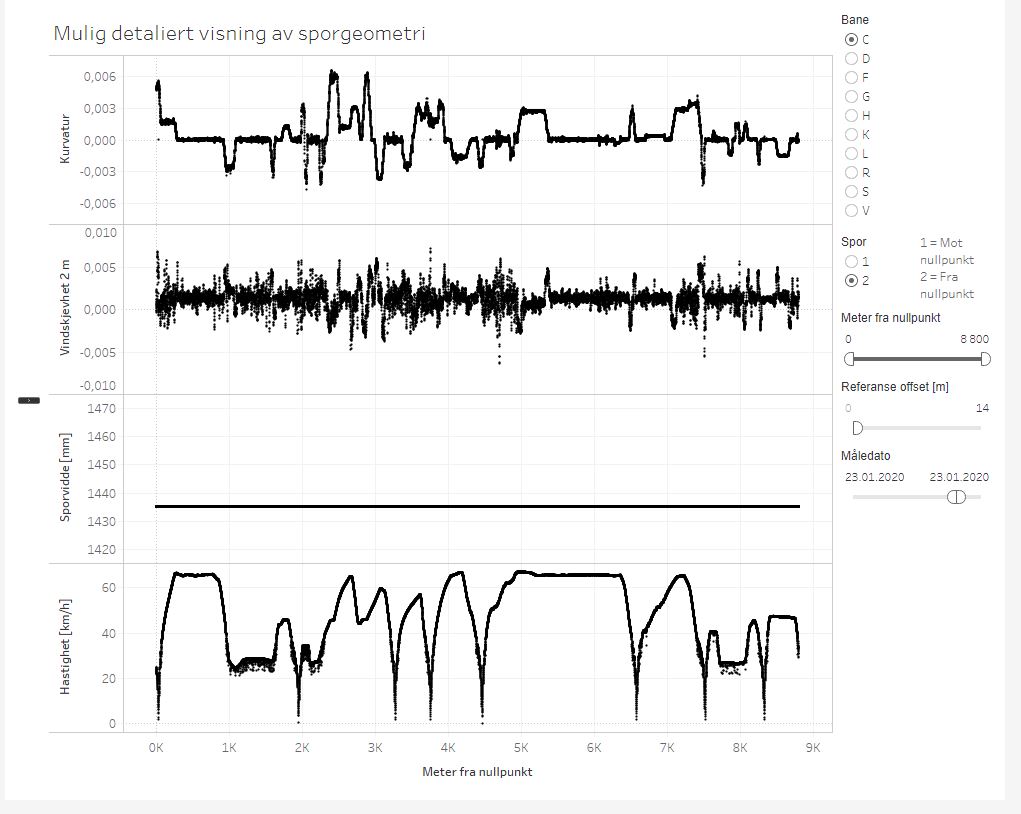 Mulig detaliert visning av sporgeometri
Kurvatur
0,006
0,003
0,000
-0,003
-0,006
Vindskjevhet 2 m
0,010
0,005
0,000
-0,005
-0,010
Sporvidde [mm]
1470
1460
1450
1440
1430
1420
Hastighet [km/h]
60
40
20
0
0K 1K 2K 3K 4K 5K 6K 7K 8K 9K
Meter fra nullpunkt
Bane
C
D
F
G
H
K
L
R
S
V
Spor
1
2
1 = Mot
nullpunkt
2 = Fra
nullpunkt
Meter fra nullpunkt
0 8 800
Referanse offset [m]
0 14
Måledato
23.01.2020 23.01.2020